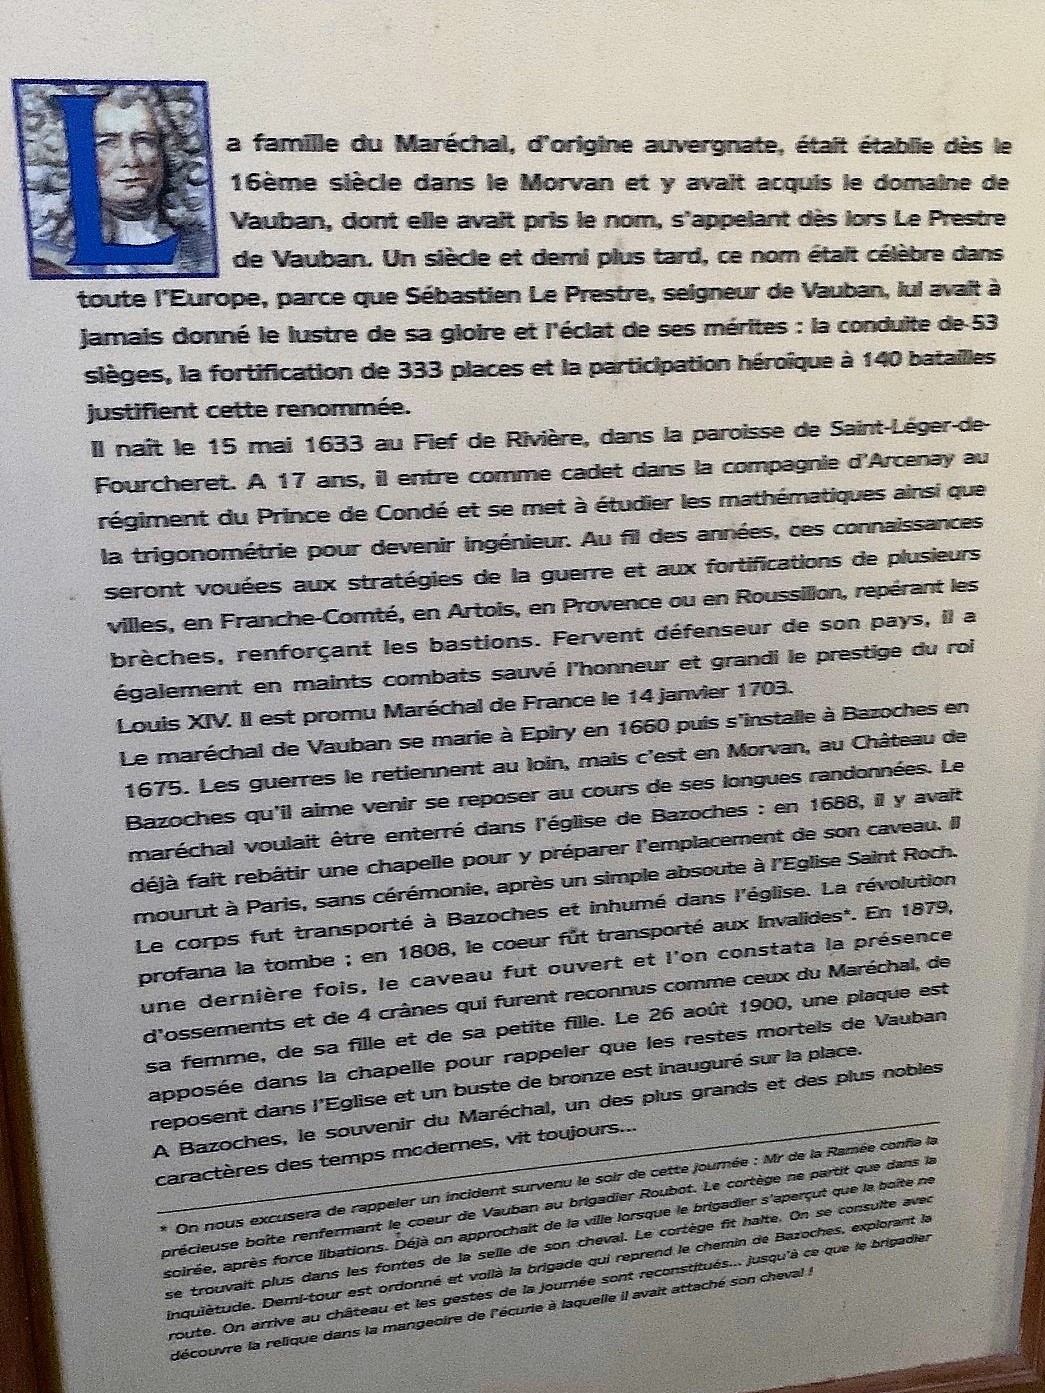 La famille du Maréchal, d'origine auvergnate, était établie dès le
16ème siècle dans le Morvan et y avait acquis le domaine de
Vauban, dont elle avait pris le nom, s'appelant dès lors Le Prestre
de Vauban. Un siècle et demi plus tard, ce nom était célèbre dans
toute l'Europe, parce que Sébastien Le Prestre, seigneur de Vauban, lui avait à
jamais donné le lustre de sa gloire et l'éclat de ses mérites : la conduite de 53
sièges, la fortification de 333 places et la participation héroïque à 140 batailles
justifient cette renommée.
Il naît le 15 mai 1633 au Fief de Rivière, dans la paroisse de Saint-Léger-de-
Fourcheret. A 17 ans, il entre comme cadet dans la compagnie d'Arcenay au
régiment du Prince de Condé et se met à étudier les mathématiques ainsi que
la trigonométrie pour devenir ingénieur. Au fil des années, ces connaissances
seront vouées aux stratégies de la guerre et aux fortifications de plusieurs
villes, en Franche-Comté, en Artois, en Provence ou en Roussillon, repérant les
brèches, renforçant les bastions. Fervent défenseur de son pays, il a
également en maints combats sauvé l'honneur et grandi le prestige du roi
Louis XIV. Il est promu Maréchal de France le 14 janvier 1703.
Le maréchal de Vauban se marie à Epiry en 1660 puis s'installe à Bazoches en
1675. Les guerres le retiennent au loin, mais c'est en Morvan, au Château de
Bazoches qu'il aime venir se reposer au cours de ses longues randonnées. Le
maréchal voulait être enterré dans l'église de Bazoches : en 1688, il y avait
déjà fait rebâtir une chapelle pour y préparer l'emplacement de son caveau. Il
mourut à Paris, sans cérémonie, après un simple absoute à l'Eglise Saint Roch.
Le corps fut transporté à Bazoches et inhumé dans l'église. La révolution
profana la tombe ; en 1808, le coeur fût transporté aux Invalides*. En 1879,
une dernière fois, le caveau fut ouvert et l'on constata la présence
d'ossements et de 4 crânes qui furent reconnus comme ceux du Maréchal, de
sa femme, de sa fille et de sa petite fille. Le 26 août 1900, une plaque est
apposée dans la chapelle pour rappeler que les restes mortels de Vauban
reposent dans l'Eglise et un buste de bronze est inauguré sur la place.
A Bazoches, le souvenir du Maréchal, un des plus grands et des plus nobles
caractères des temps modernes, vit toujours...
* On nous excusera de rappeler un incident survenu le soir de cette journée : Mr de la Ramée confie la
précieuse boîte renfermant le coeur de Vauban au brigadier Roubot. Le cortège ne partit que dans la
soirée, après force libations. Déjà on approchait de la ville lorsque le brigadier s'aperçut que la boîte ne
se trouvait plus dans les fontes de la selle de son cheval. Le cortège fit halte. On se consulte avec
inquiètude. Demi-tour est ordonné et voilà la brigade qui reprend le chemin de Bazoches, explorant la
route. On arrive au château et les gestes de la journée sont reconstitués... jusqu'à ce que le brigadier
découvre la relique dans la mangeoire de l'écurie à laquelle il avait attaché son cheval !